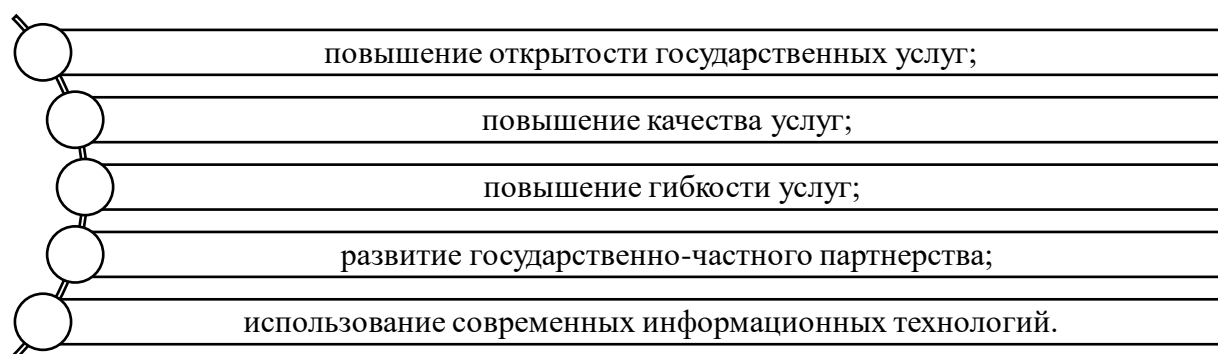 повышение открытости государственных услуг;
повышение качества услуг;
повышение гибкости услуг;
развитие государственно-частного партнерства;
использование современных информационных технологий.